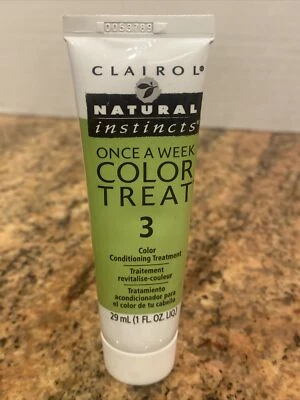 CLAIROL®
NATURAL
instincts®
ONCE A WEEK
COLOR
TREAT
3
Color
Conditioning Treatment
Traitement
revitalise-couleur
Tratamiento
acondicionador para
el color de tu cabello
29 mL (1 FL. OZ. LIQ.)